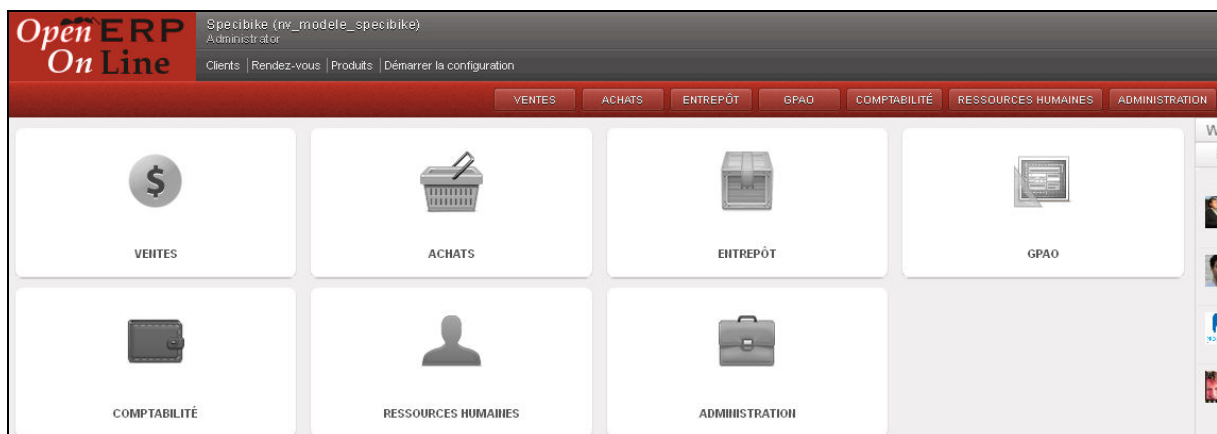 Open ERP
On Line
Specibike (nv_modele_specibike)
Administrator
Clients | Rendez-vous | Produits | Démarrer la configuration
VENTES ACHATS ENTREPÔT GPAO COMPTABILITÉ RESSOURCES HUMAINES ADMINISTRATION
W
$
VENTES ACHATS ENTREPÔT GPAO
COMPTABILITÉ RESSOURCES HUMAINES ADMINISTRATION